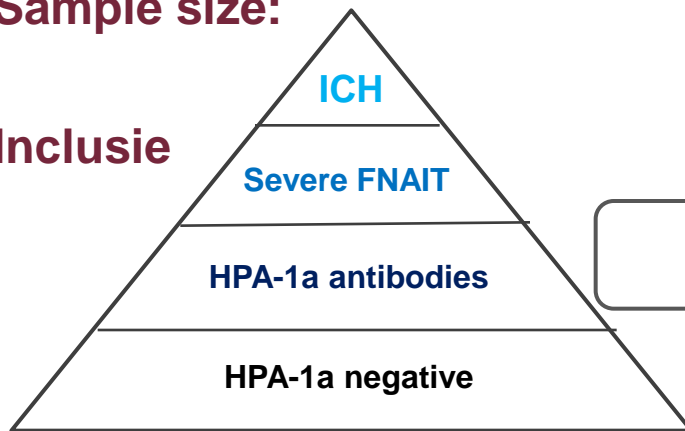 Sample size:
ICH
Inclusie
Severe FNAIT
HPA-1a antibodies
HPA-1a negative